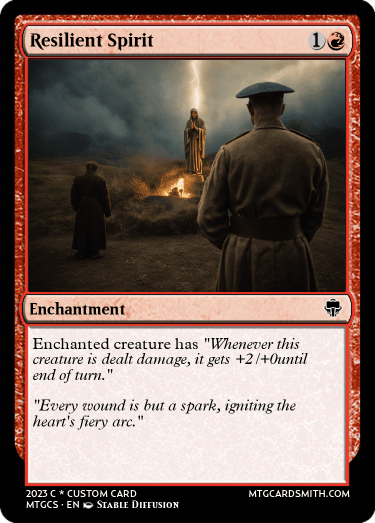 Resilient Spirit 1
Enchantment
Enchanted creature has "Whenever this
creature is dealt damage, it gets +2/+0until
end of turn."
"Every wound is but a spark, igniting the
heart's fiery arc."
2023 C * CUSTOM CARD
MTGCS · EN Stable Diffusion
MTGCARDSMITH.COM